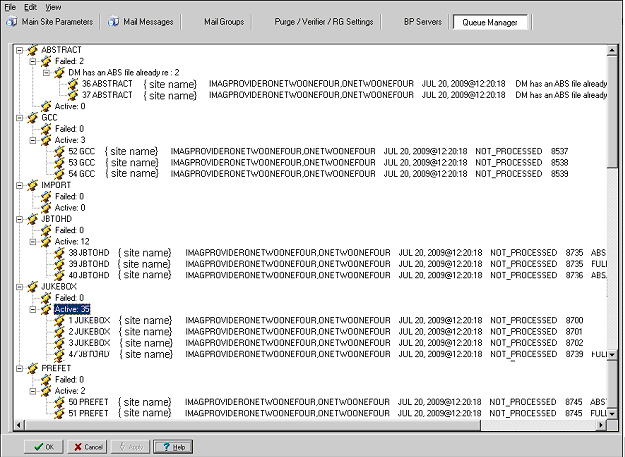 File Edit View
Main Site Parameters Mail Messages Mail Groups Purge / Verifier / RG Settings BP Servers Queue Manager
ABSTRACT
Failed: 2
DM has an ABS file already re : 2
36 ABSTRACT { site name} IMAGPROVIDERONETWOONEFOUR,ONETWOONEFOUR JUL 20, 2009@12:20:18 DM has an ABS file already
37 ABSTRACT { site name} IMAGPROVIDERONETWOONEFOUR,ONETWOONEFOUR JUL 20, 2009@12:20:18 DM has an ABS file already
Active: 0
GCC
Failed: 0
Active: 3
52 GCC { site name} IMAGPROVIDERONETWOONEFOUR,ONETWOONEFOUR JUL 20, 2009@12:20:18 NOT_PROCESSED 8537
53 GCC { site name} IMAGPROVIDERONETWOONEFOUR,ONETWOONEFOUR JUL 20, 2009@12:20:18 NOT_PROCESSED 8538
54 GCC { site name} IMAGPROVIDERONETWOONEFOUR,ONETWOONEFOUR JUL 20, 2009@12:20:18 NOT_PROCESSED 8539
IMPORT
Failed: 0
Active: 0
JBTOHD
Failed: 0
Active: 12
38 JBTOHD { site name} IMAGPROVIDERONETWOONEFOUR,ONETWOONEFOUR JUL 20, 2009@12:20:18 NOT_PROCESSED 8735 ABS
39 JBTOHD { site name} IMAGPROVIDERONETWOONEFOUR,ONETWOONEFOUR JUL 20, 2009@12:20:18 NOT_PROCESSED 8735 FULL
40 JBTOHD { site name} IMAGPROVIDERONETWOONEFOUR,ONETWOONEFOUR JUL 20, 2009@12:20:18 NOT_PROCESSED 8736 ABS
JUKEBOX
Failed: 0
Active: 35
1 JUKEBOX { site name} IMAGPROVIDERONETWOONEFOUR,ONETWOONEFOUR JUL 20, 2009@12:20:18 NOT_PROCESSED 8700
2 JUKEBOX { site name} IMAGPROVIDERONETWOONEFOUR,ONETWOONEFOUR JUL 20, 2009@12:20:18 NOT_PROCESSED 8701
3 JUKEBOX { site name} IMAGPROVIDERONETWOONEFOUR,ONETWOONEFOUR JUL 20, 2009@12:20:18 NOT_PROCESSED 8702
47 JBTOHD { site name} IMAGPROVIDERONETWOONEFOUR,ONETWOONEFOUR JUL 20, 2009@12:20:18 NOT_PROCESSED 8739 FULL
PREFET
Failed: 0
Active: 2
50 PREFET { site name} IMAGPROVIDERONETWOONEFOUR,ONETWOONEFOUR JUL 20, 2009@12:20:18 NOT_PROCESSED 8745 ABS
51 PREFET { site name} IMAGPROVIDERONETWOONEFOUR,ONETWOONEFOUR JUL 20, 2009@12:20:18 NOT_PROCESSED 8745 FULL
OK Cancel Apply ? Help